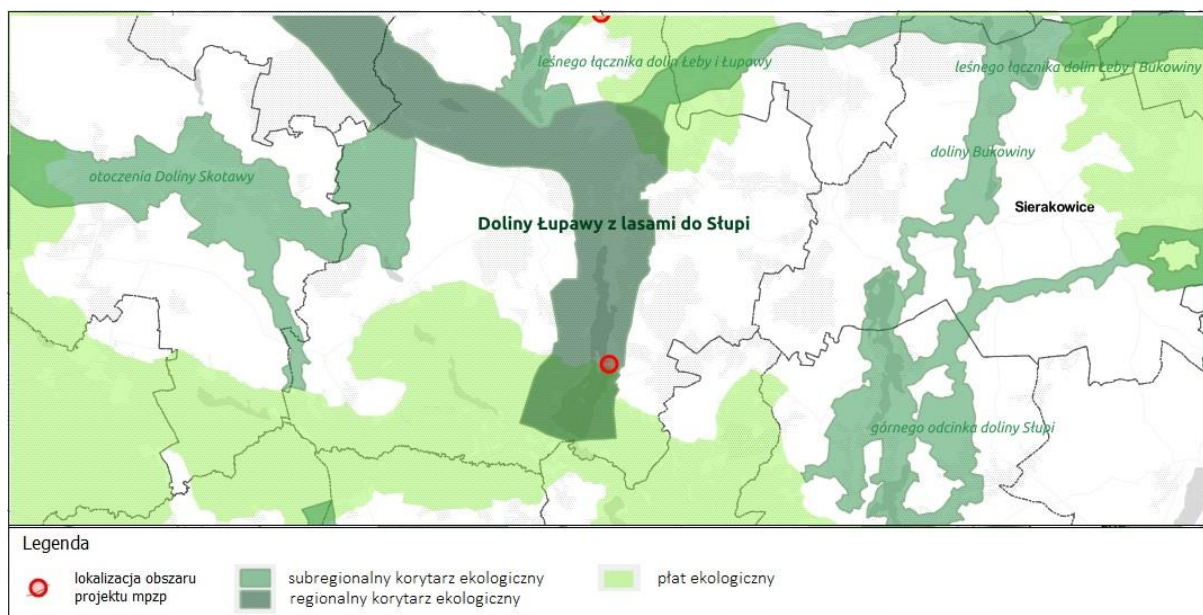 leśnego łącznika dolin Łeby i Łupawy
leśnego łącznika dolin Łeby i Bukowiny
otoczenia Doliny Skotawy
doliny Bukowiny
Sierakowice
Doliny Łupawy z lasami do Słupi
górnego odcinka doliny Słupi
Legenda
lokalizacja obszaru
projektu mpzp
subregionalny korytarz ekologiczny
regionalny korytarz ekologiczny
płat ekologiczny